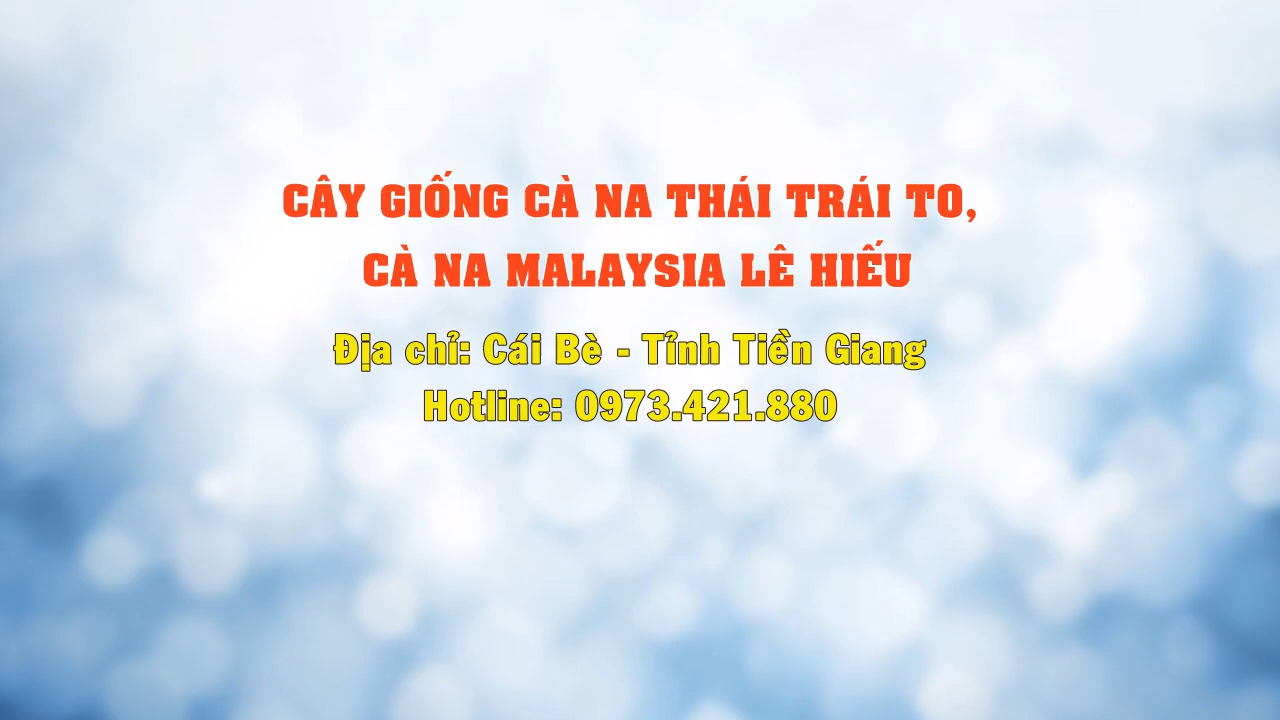 CÂY GIỐNG CÀ NA THÁI TRÁI TO,
CÀ NA MALAYSIA LÊ HIẾU
Địa chỉ: Cái Bè - Tỉnh Tiền Giang
Hotline: 0973.421.880